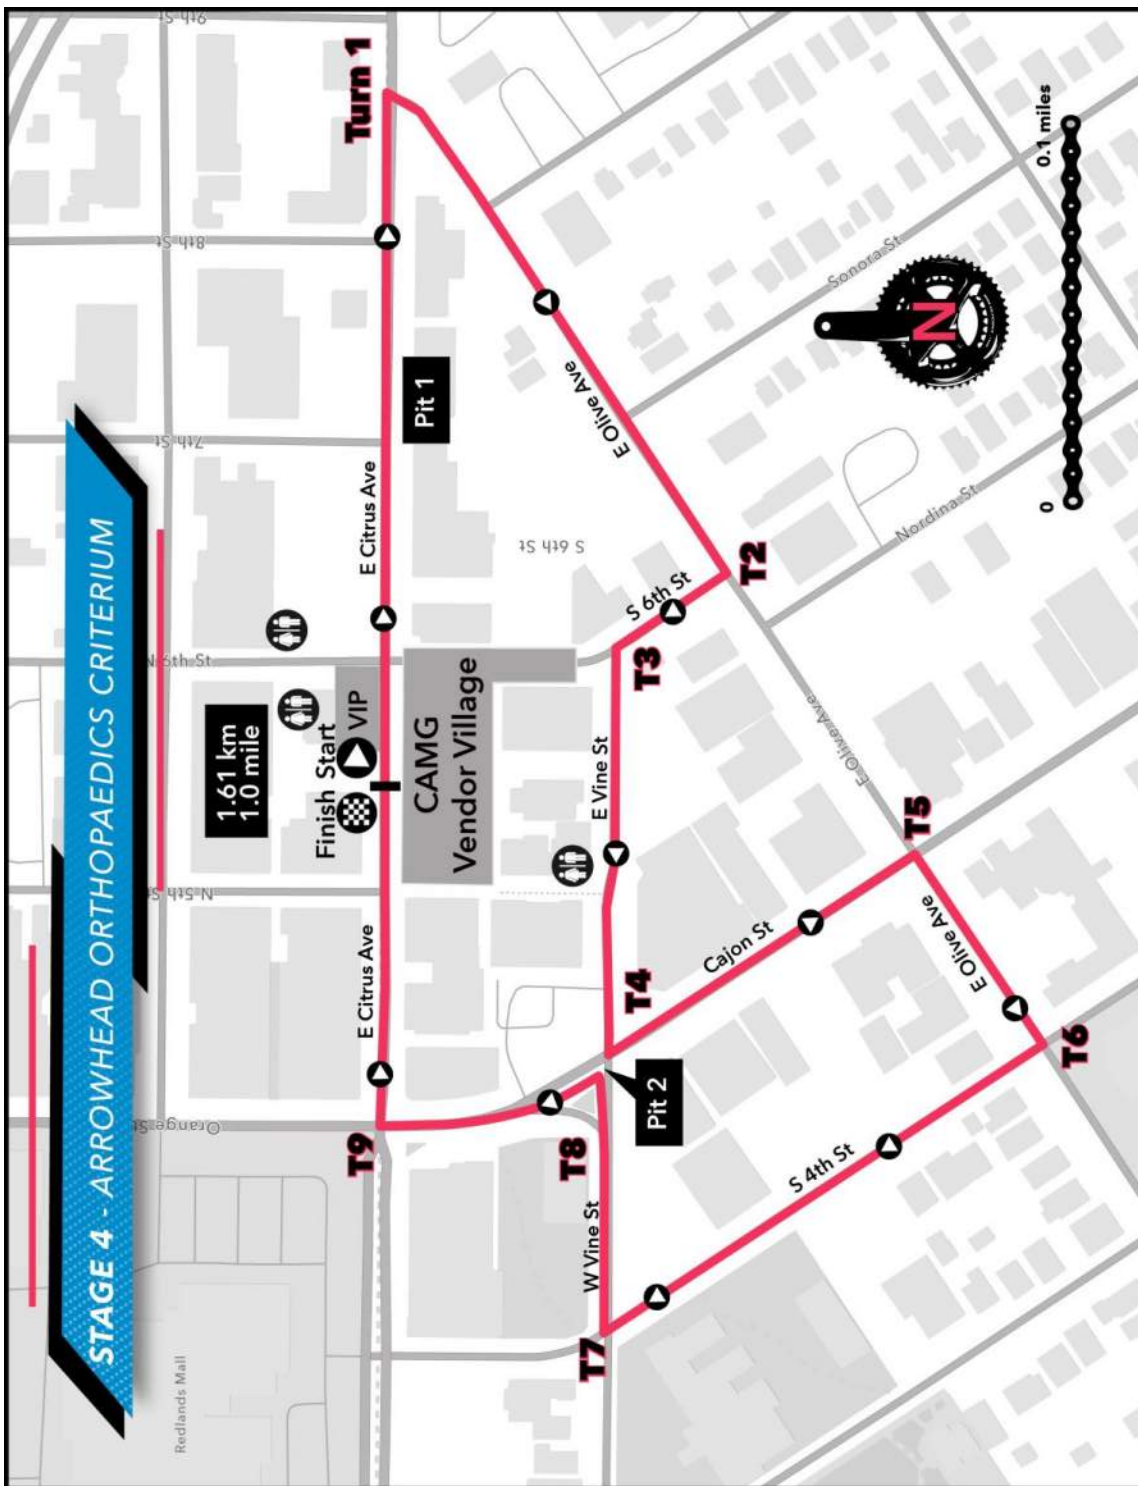 STAGE 4 - ARROWHEAD ORTHOPAEDICS CRITERIUM
Redlands Mall
Orange St
N 5th St
N 6th St
7th St
8th St
9th St
1.61 km
1.0 mile
Finish
Start
VIP
T9
E Citrus Ave
E Citrus Ave
Turn 1
CAMG
Vendor Village
Pit 1
S 6th St
T7
W Vine St
T8
Pit 2
T4
E Vine St
T3
S 6th St
T2
E Olive Ave
S 4th St
Cajon St
T6
E Olive Ave
T5
E Olive Ave
Nordina St
Sonora St
N
0
0.1 miles